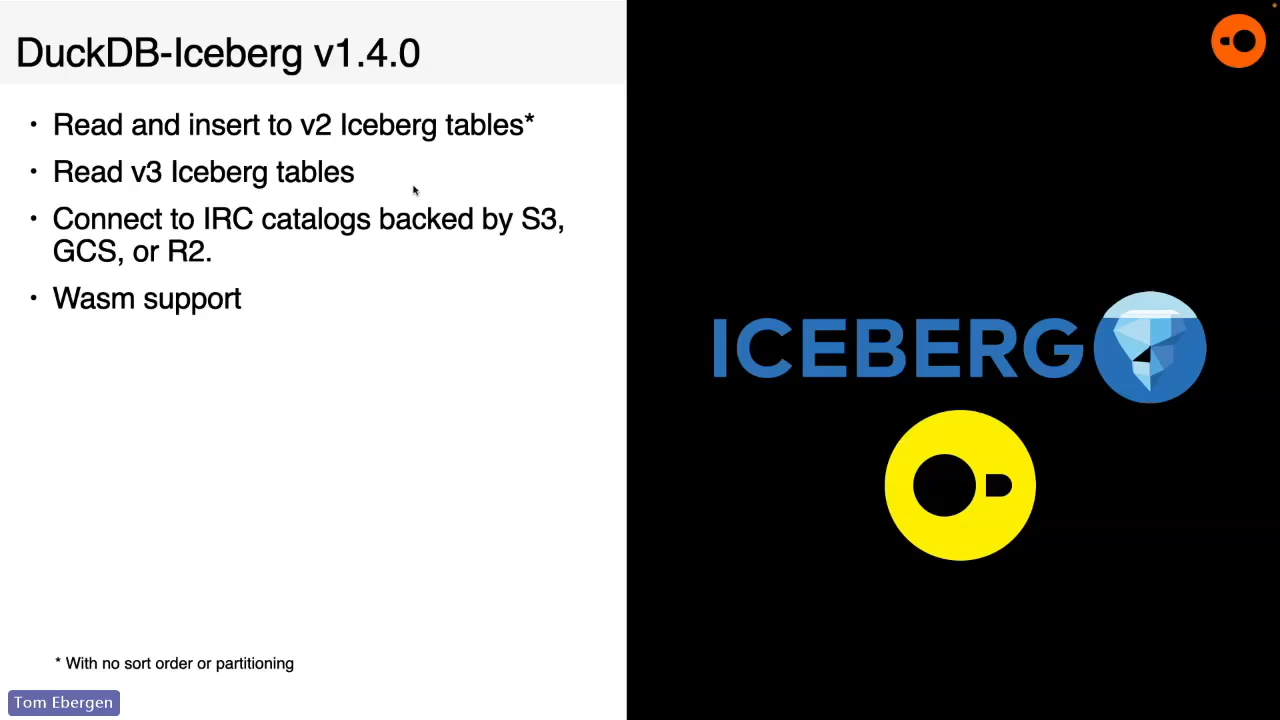 DuckDB-Iceberg v1.4.0
• Read and insert to v2 Iceberg tables*
• Read v3 Iceberg tables
• Connect to IRC catalogs backed by S3,
GCS, or R2.
• Wasm support
ICEBERG
* With no sort order or partitioning
Tom Ebergen